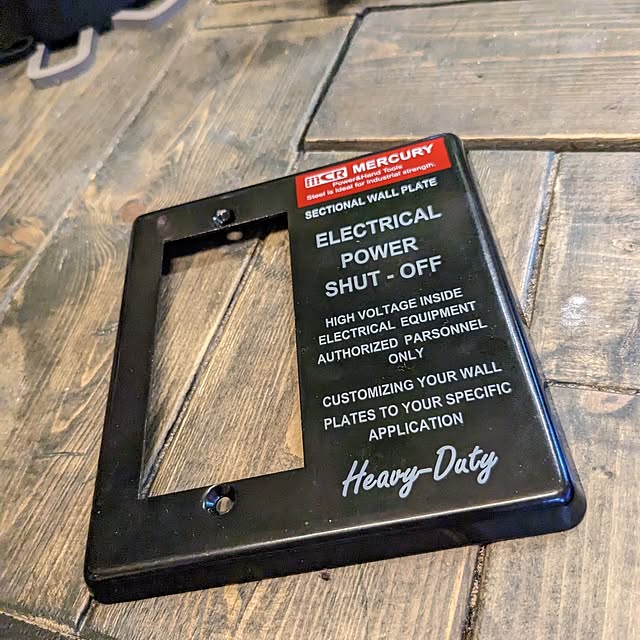 MCR MERCURY
Power&Hand Tools
Steel is ideal for industrial strength.
SECTIONAL WALL PLATE
ELECTRICAL
POWER
SHUT - OFF
HIGH VOLTAGE INSIDE
ELECTRICAL EQUIPMENT
AUTHORIZED PARSONNEL
ONLY
CUSTOMIZING YOUR WALL
PLATES TO YOUR SPECIFIC
APPLICATION
Heavy-Duty